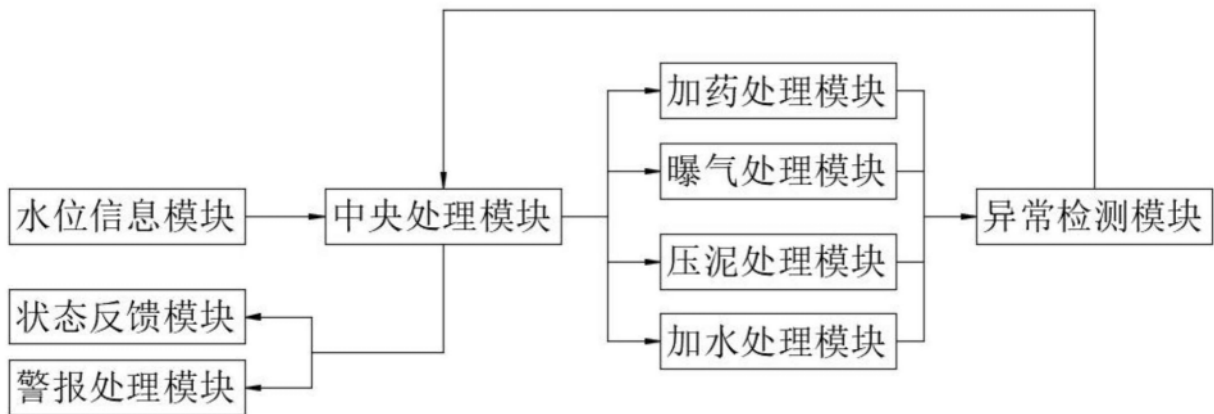 加药处理模块
曝气处理模块
水位信息模块
中央处理模块
异常检测模块
压泥处理模块
状态反馈模块
加水处理模块
警报处理模块